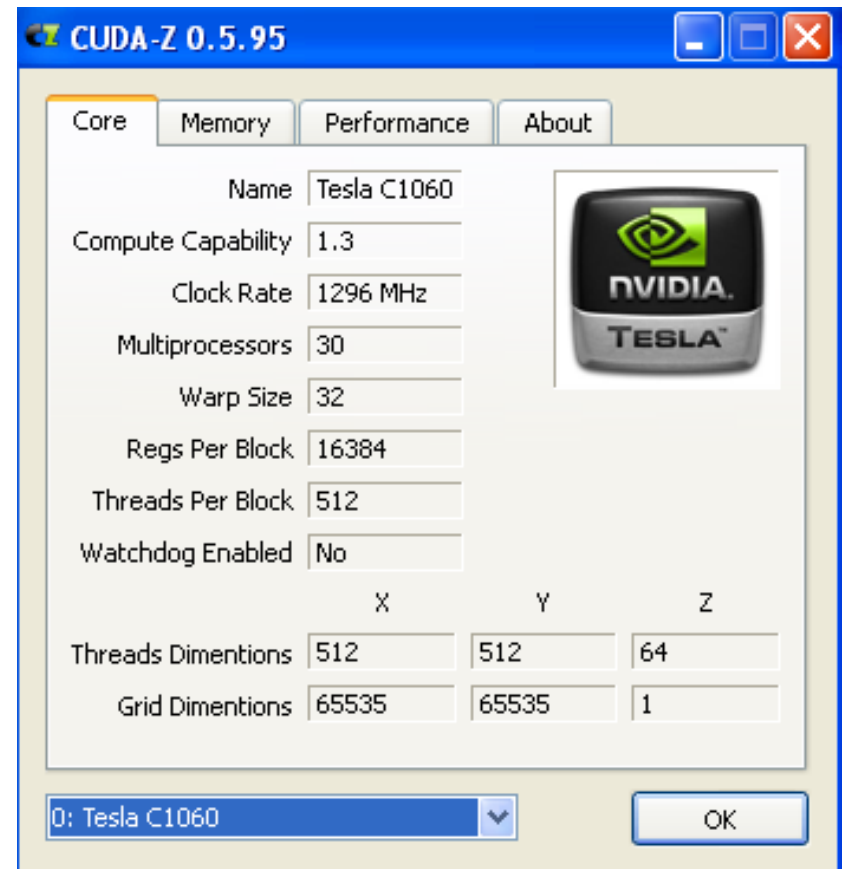 CZ CUDA-Z 0.5.95
Core Memory Performance About
Name Tesla C1060
Compute Capability 1.3
Clock Rate 1296 MHz
Multiprocessors 30
Warp Size 32
Regs Per Block 16384
Threads Per Block 512
Watchdog Enabled No
nVIDIA.
TESLA™
X Y Z
Threads Dimentions 512 512 64
Grid Dimentions 65535 65535 1
0: Tesla C1060 OK